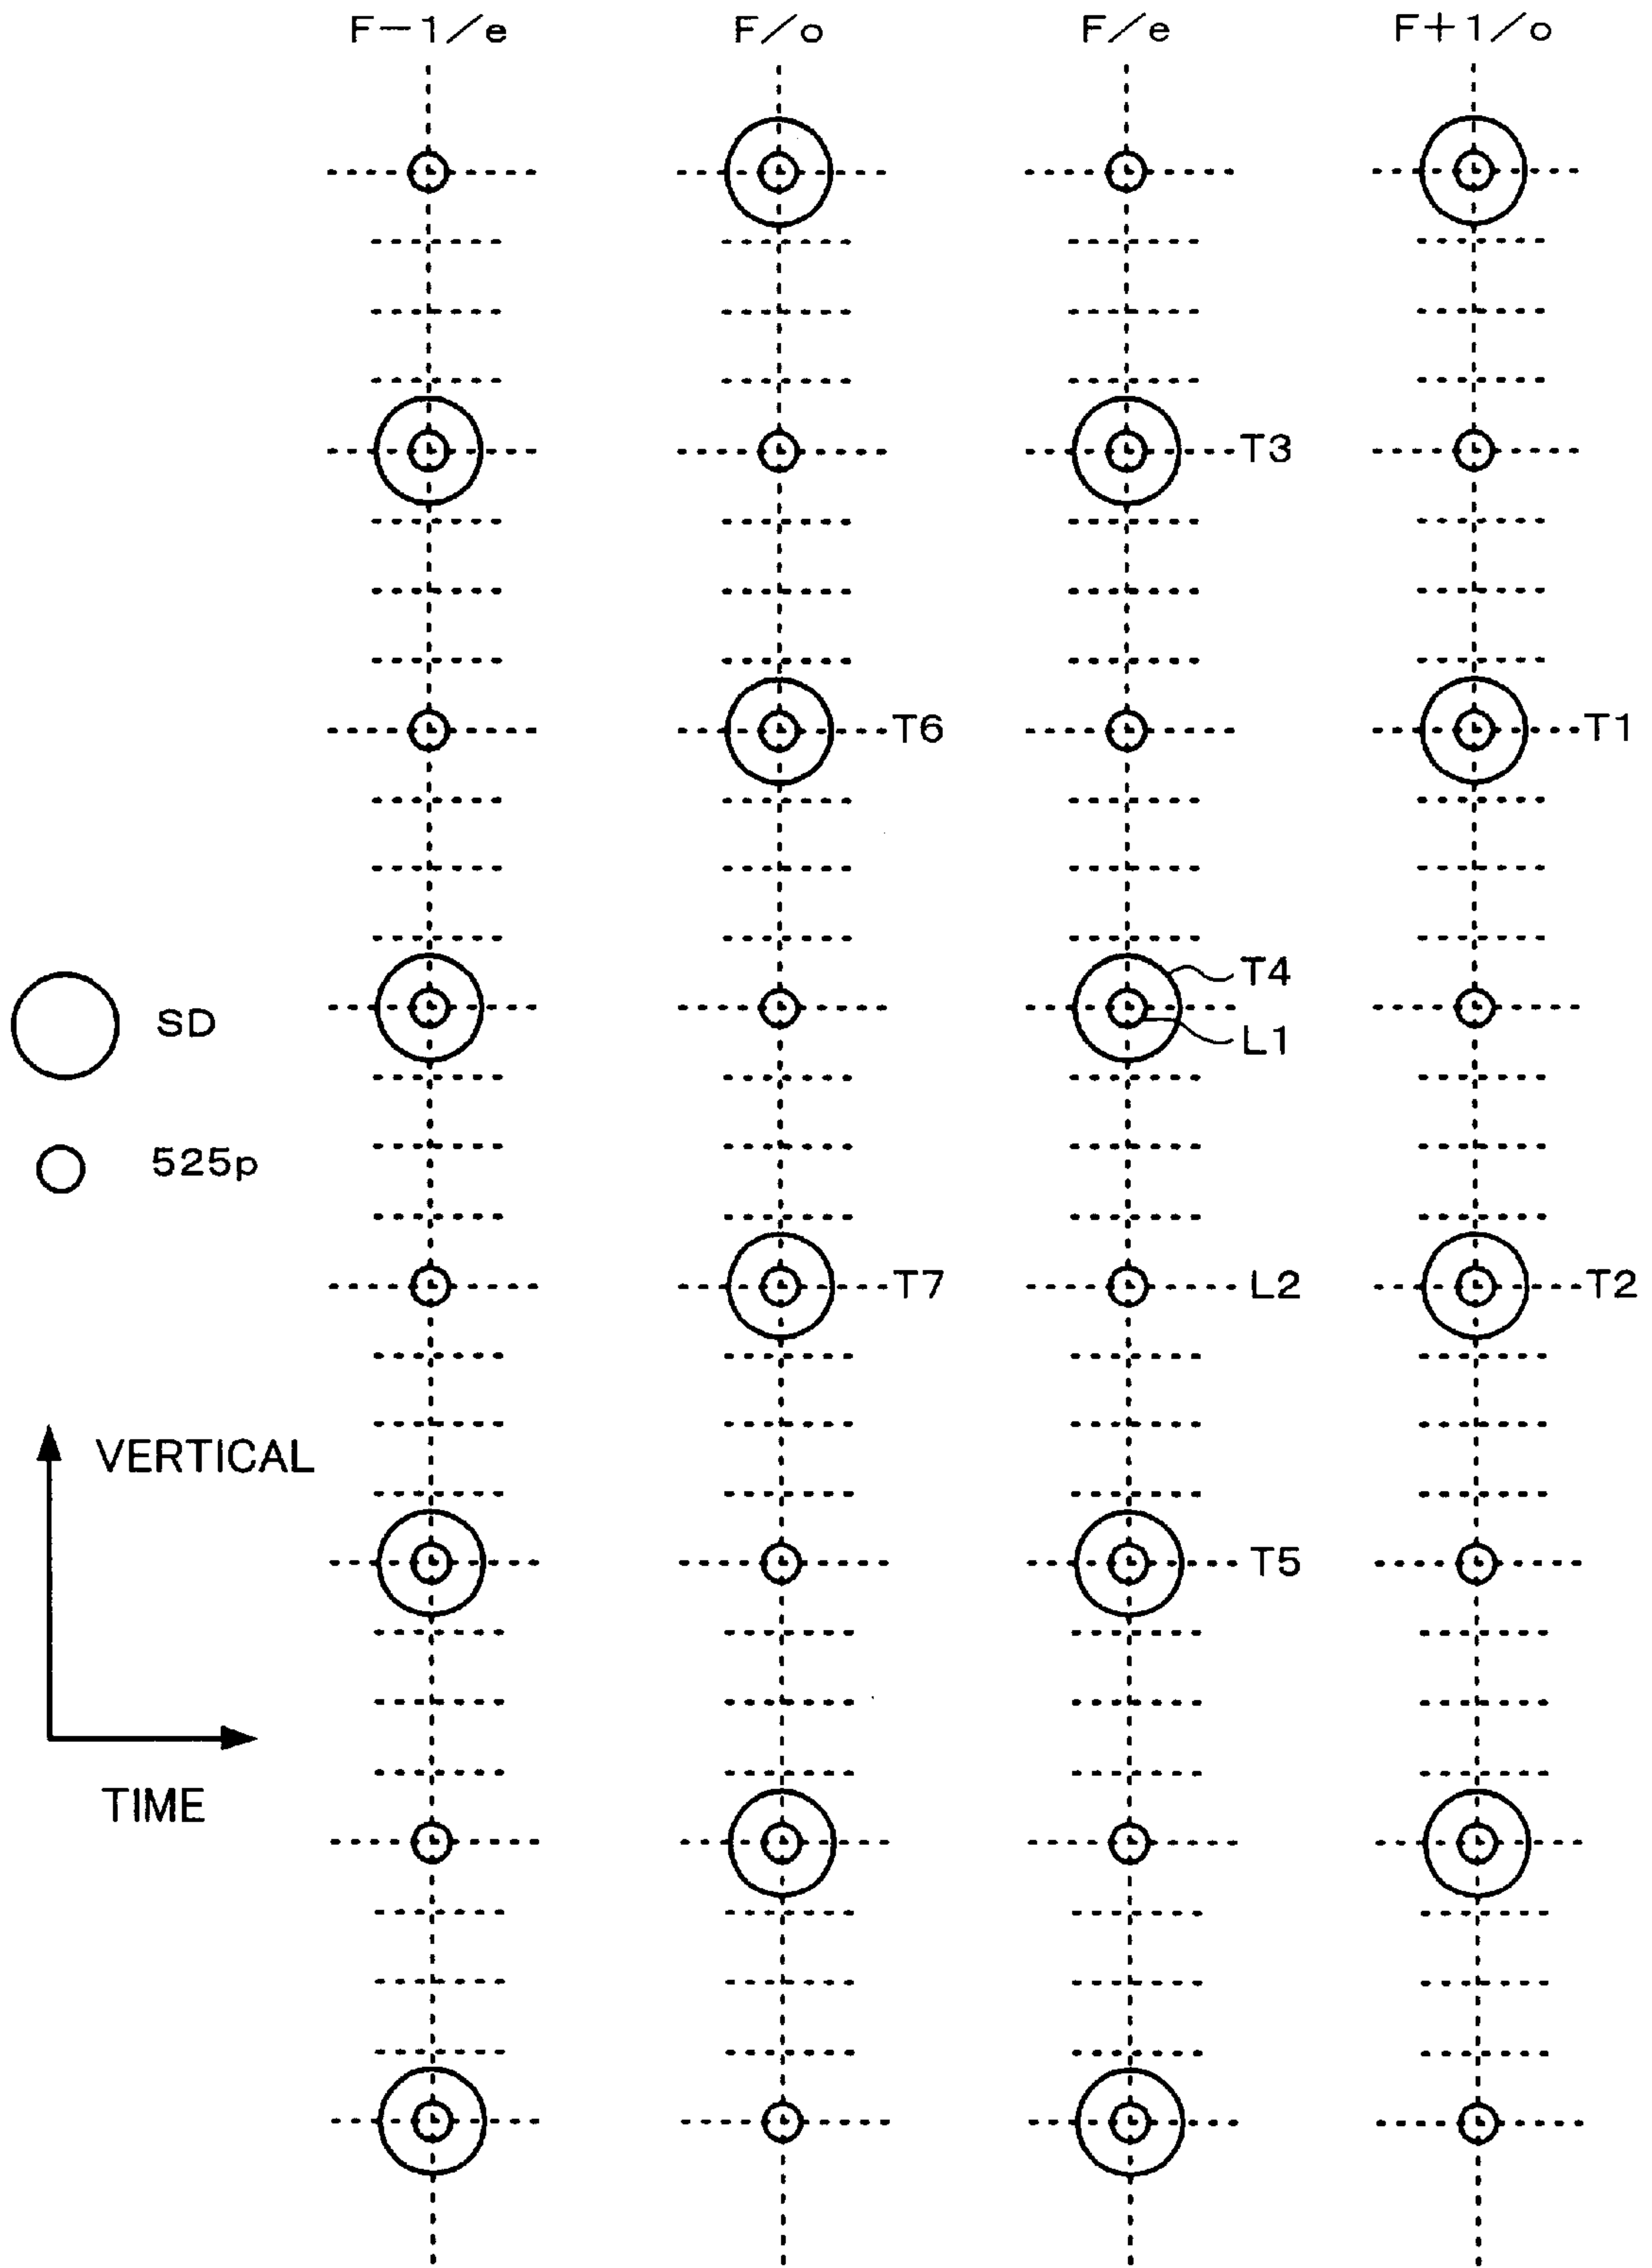 F-1/e F/o F/e F+1/o
T3
T6 T1
T4
SD
L1
525p
T7 L2 T2
VERTICAL
T5
TIME